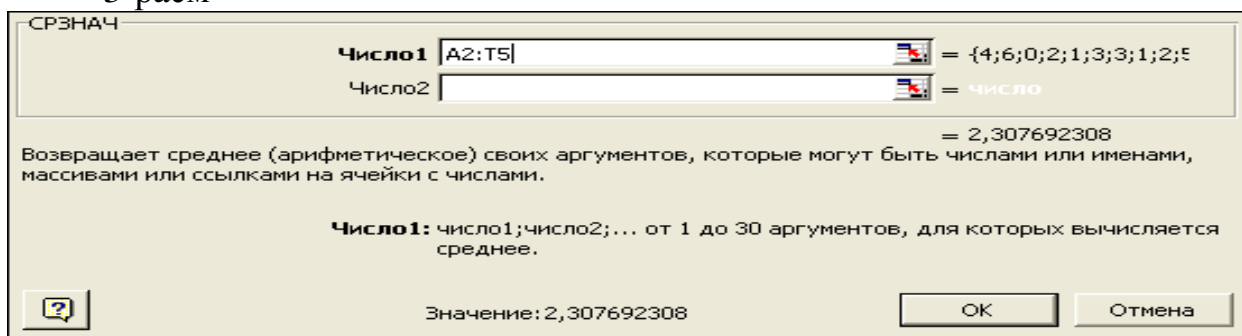 3-расм
СРЗНАЧ
Число1 A2:T5 = {4;6;0;2;1;3;3;1;2;5
Число2 = число
= 2,307692308
Возвращает среднее (арифметическое) своих аргументов, которые могут быть числами или именами,
массивами или ссылками на ячейки с числами.
Число1: число1;число2;... от 1 до 30 аргументов, для которых вычисляется
среднее.
Значение:2,307692308 OK Отмена